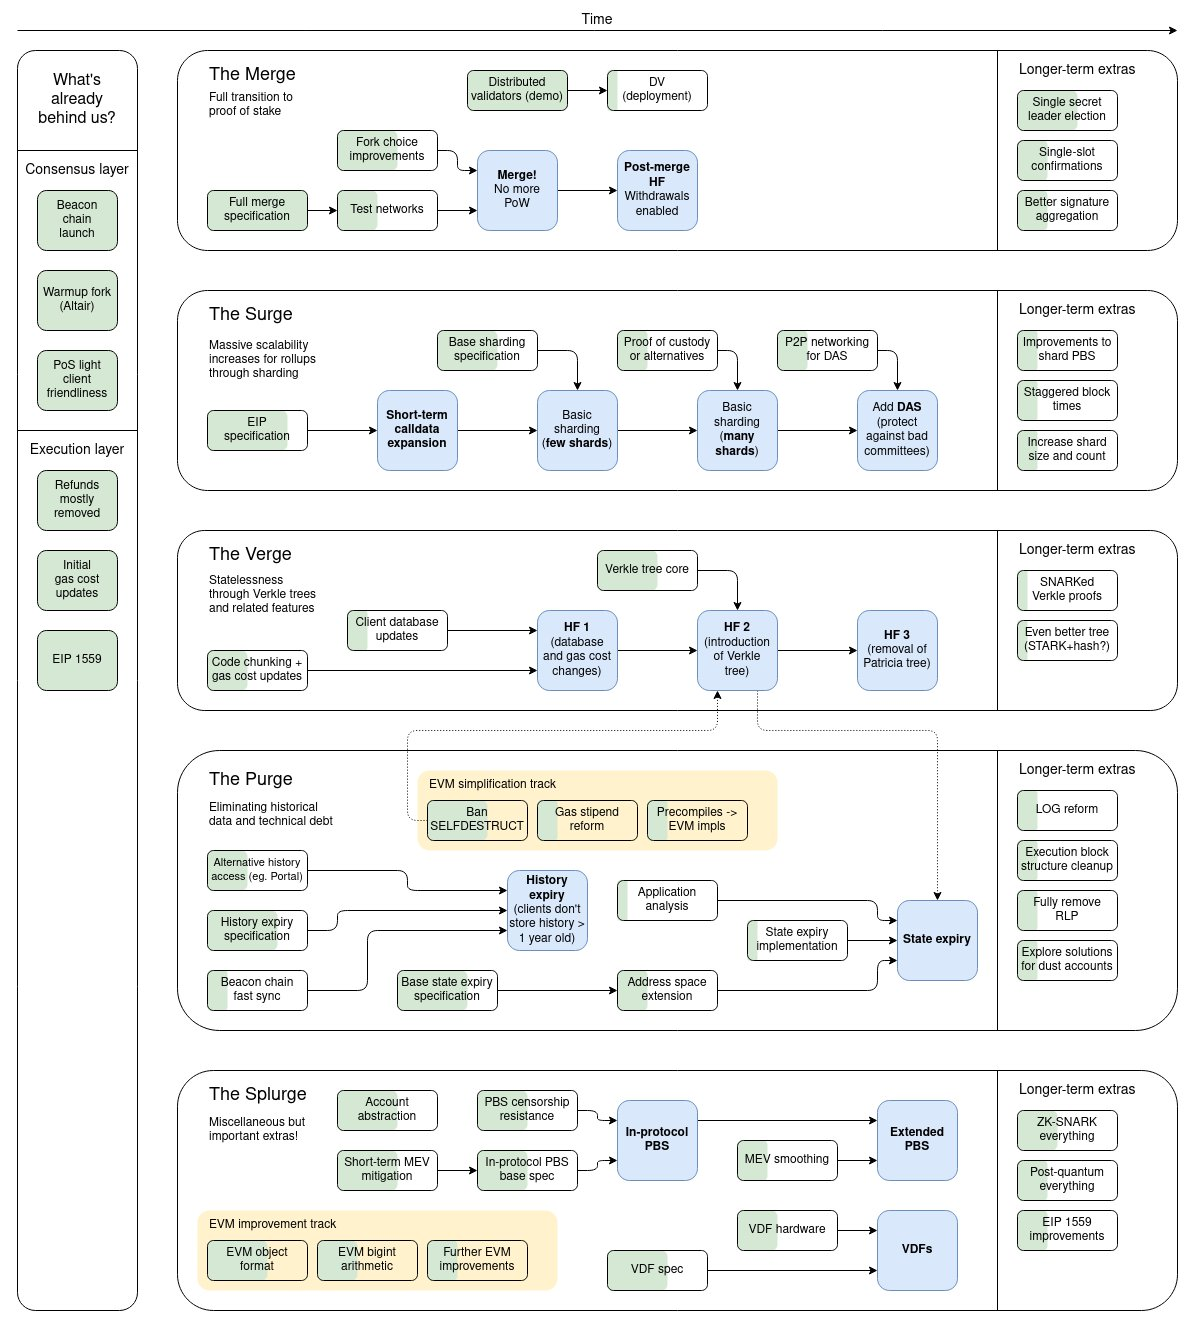 Time
What's
already
behind us?
Consensus layer
Beacon
chain
launch
Warmup fork
(Altair)
PoS light
client
friendliness
Execution layer
Refunds
mostly
removed
Initial
gas cost
updates
EIP 1559
The Merge
Full transition to
proof of stake
Distributed
validators (demo)
DV
(deployment)
Fork choice
improvements
Full merge
specification
Test networks
Merge!
No more
PoW
Post-merge
HF
Withdrawals
enabled
Longer-term extras
Single secret
leader election
Single-slot
confirmations
Better signature
aggregation
The Surge
Massive scalability
increases for rollups
through sharding
EIP
specification
Short-term
calldata
expansion
Base sharding
specification
Basic
sharding
(few shards)
Proof of custody
or alternatives
Basic
sharding
(many
shards)
P2P networking
for DAS
Add DAS
(protect
against bad
committees)
Longer-term extras
Improvements to
shard PBS
Staggered block
times
Increase shard
size and count
The Verge
Statelessness
through Verkle trees
and related features
Client database
updates
Code chunking +
gas cost updates
HF 1
(database
and gas cost
changes)
Verkle tree core
HF 2
(introduction
of Verkle
tree)
HF 3
(removal of
Patricia tree)
Longer-term extras
SNARKed
Verkle proofs
Even better tree
(STARK+hash?)
The Purge
Eliminating historical
data and technical debt
EVM simplification track
Ban
SELFDESTRUCT
Gas stipend
reform
Precompiles ->
EVM impls
Alternative history
access (eg. Portal)
History expiry
specification
Beacon chain
fast sync
History
expiry
(clients don't
store history >
1 year old)
Base state expiry
specification
Application
analysis
State expiry
implementation
Address space
extension
State expiry
Longer-term extras
LOG reform
Execution block
structure cleanup
Fully remove
RLP
Explore solutions
for dust accounts
The Splurge
Miscellaneous but
important extras!
Account
abstraction
PBS censorship
resistance
Short-term MEV
mitigation
In-protocol PBS
base spec
In-protocol
PBS
MEV smoothing
Extended
PBS
EVM improvement track
EVM object
format
EVM bigint
arithmetic
Further EVM
improvements
VDF hardware
VDF spec
VDFs
Longer-term extras
ZK-SNARK
everything
Post-quantum
everything
EIP 1559
improvements